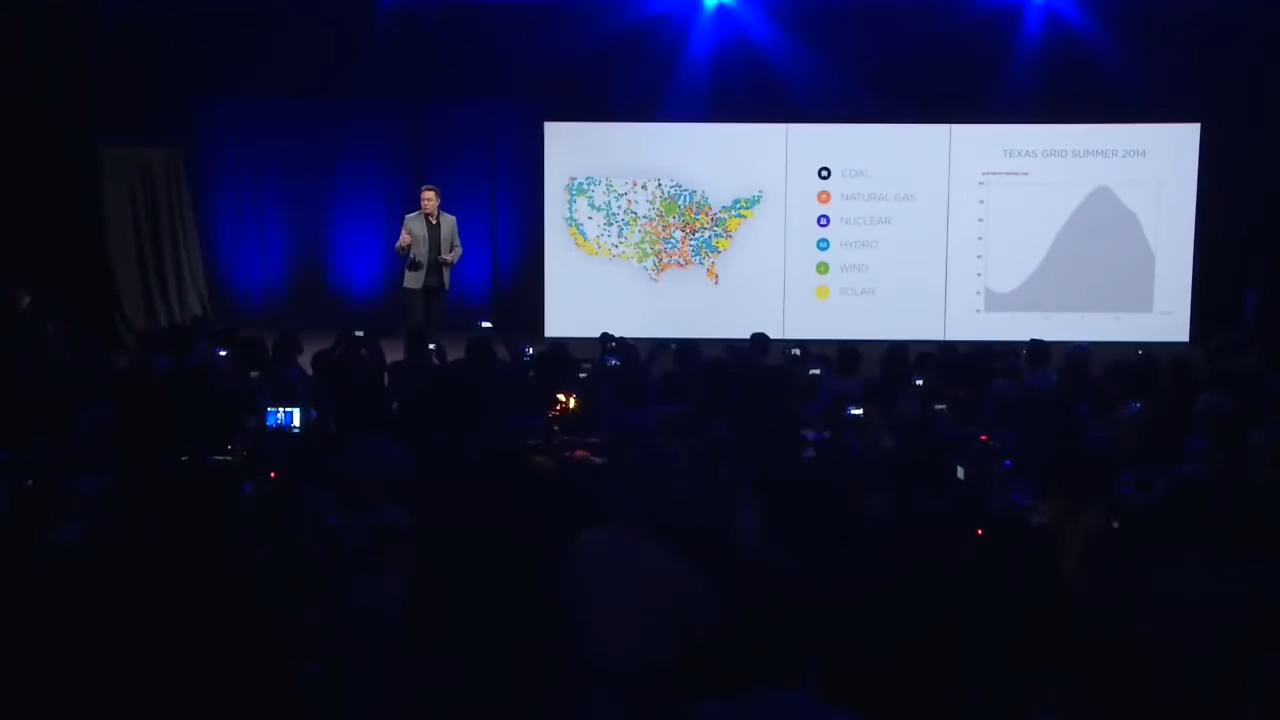 COAL
NATURAL GAS
NUCLEAR
HYDRO
WIND
SOLAR
TEXAS GRID SUMMER 2014